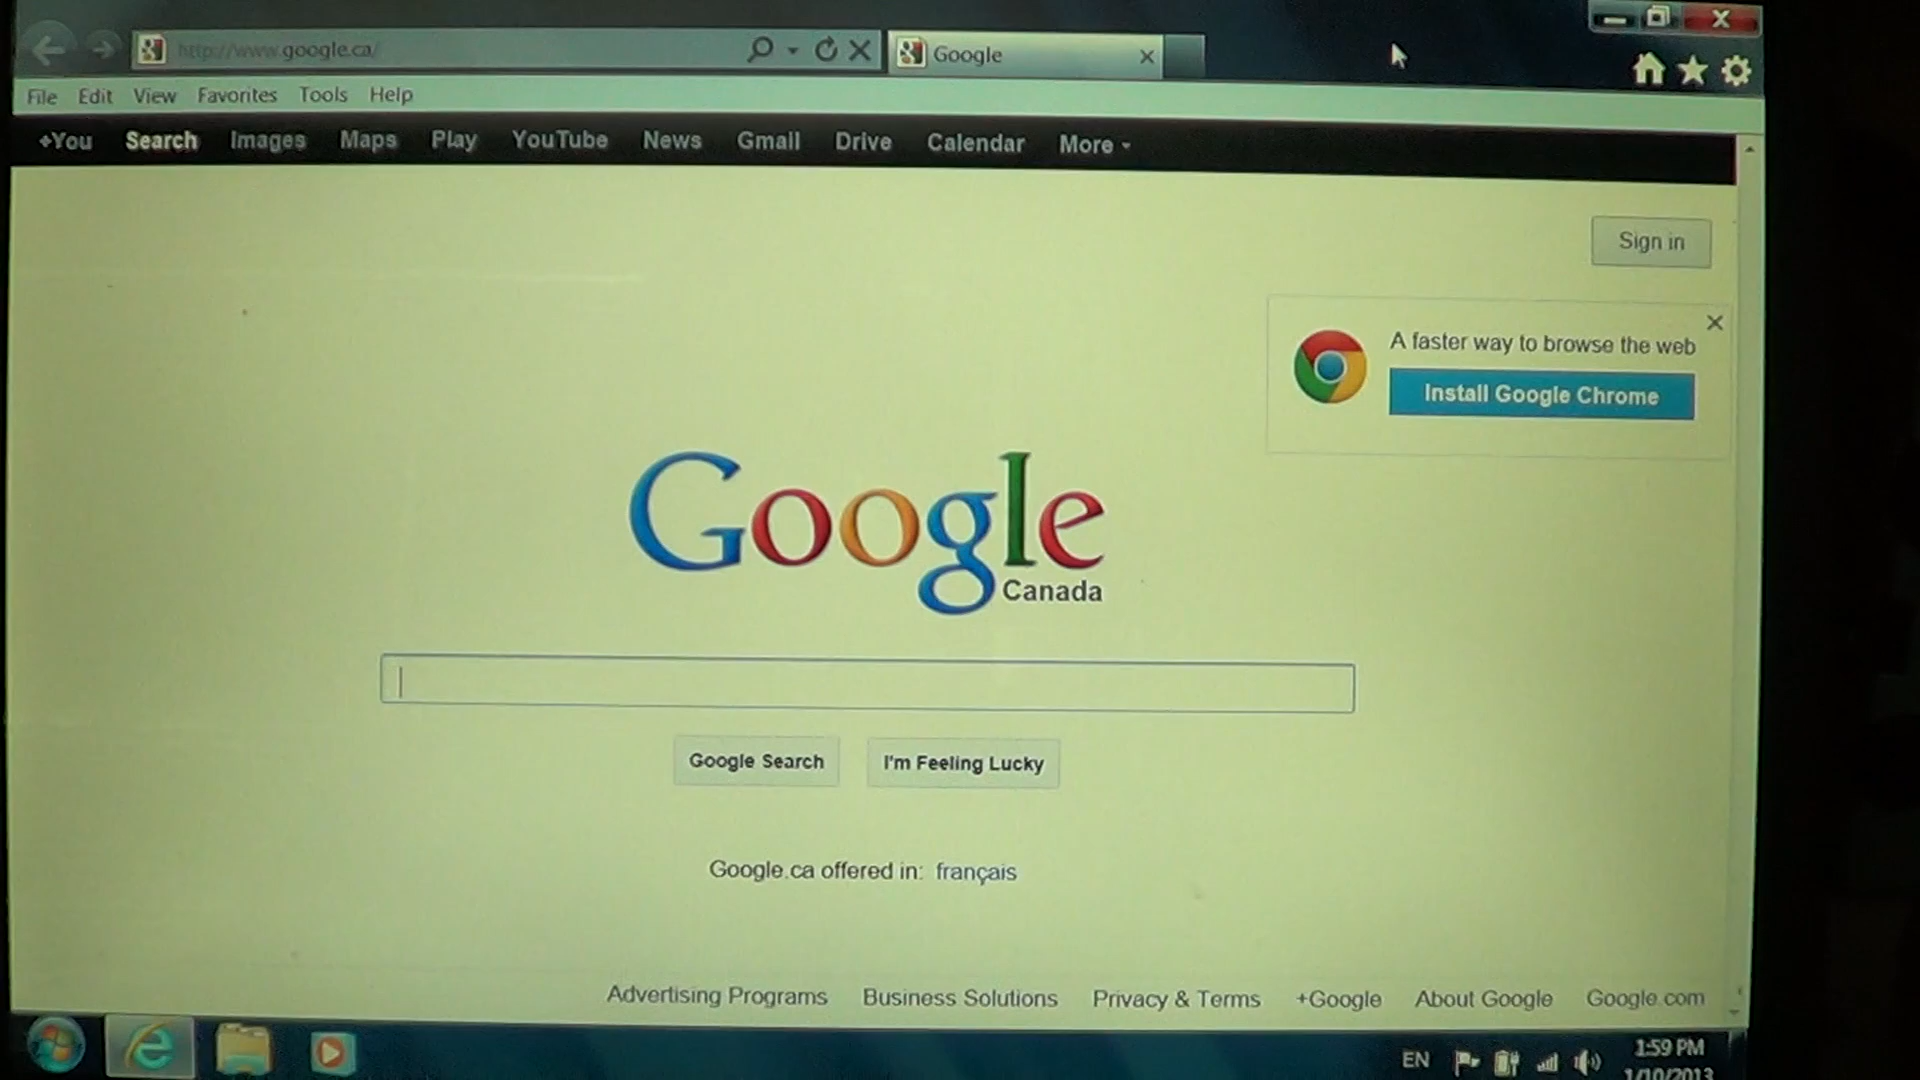 http://www.google.ca/
Google
File Edit View Favorites Tools Help
+You Search Images Maps Play YouTube News Gmail Drive Calendar More
Sign in
A faster way to browse the web
Install Google Chrome
Google
Canada
Google Search I'm Feeling Lucky
Google.ca offered in: français
Advertising Programs Business Solutions Privacy & Terms +Google About Google Google.com
EN
1:59 PM
1/10/2013